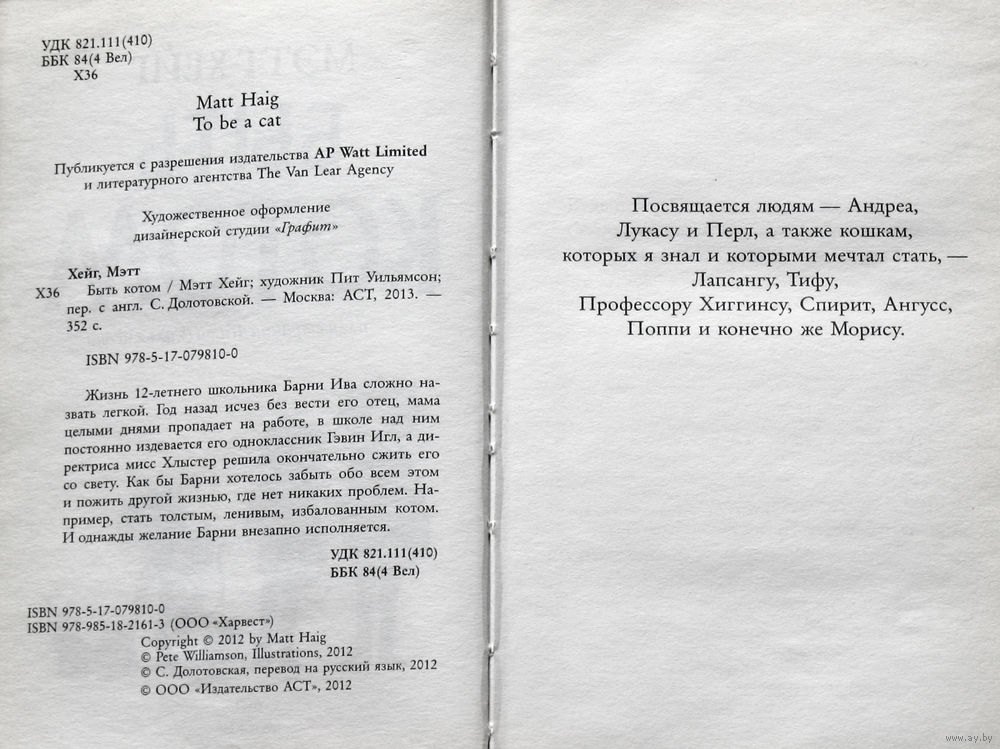 УДК 821.111(410)
ББК 84(4 Вел)
Х36
Matt Haig
To be a cat
Публикуется с разрешения издательства AP Watt Limited
и литературного агентства The Van Lear Agency
Художественное оформление
дизайнерской студии «Графит»
Хейг, Мэтт
Х36 Быть котом / Мэтт Хейг; художник Пит Уильямсон;
пер. с англ. С. Долотовской. — Москва: АСТ, 2013. —
352 с.
ISBN 978-5-17-079810-0
Жизнь 12-летнего школьника Барни Ива сложно на-
звать легкой. Год назад исчез без вести его отец, мама
целыми днями пропадает на работе, в школе над ним
постоянно издевается его одноклассник Гэвин Игл, а ди-
ректриса мисс Хлыстер решила окончательно сжить его
со свету. Как бы Барни хотелось забыть обо всем этом
и пожить другой жизнью, где нет никаких проблем. На-
пример, стать толстым, ленивым, избалованным котом.
И однажды желание Барни внезапно исполняется.
УДК 821.111(410)
ББК 84(4 Вел)
ISBN 978-5-17-079810-0
ISBN 978-985-18-2161-3 (ООО «Харвест»)
Copyright © 2012 by Matt Haig
© Pete Williamson, Illustrations, 2012
© С. Долотовская, перевод на русский язык, 2012
© ООО «Издательство АСТ», 2012
Посвящается людям — Андреа,
Лукасу и Перл, а также кошкам,
которых я знал и которыми мечтал стать, —
Лапсангу, Тифу,
Профессору Хиггинсу, Спирит, Ангусс,
Поппи и конечно же Морису.
www.ay.by